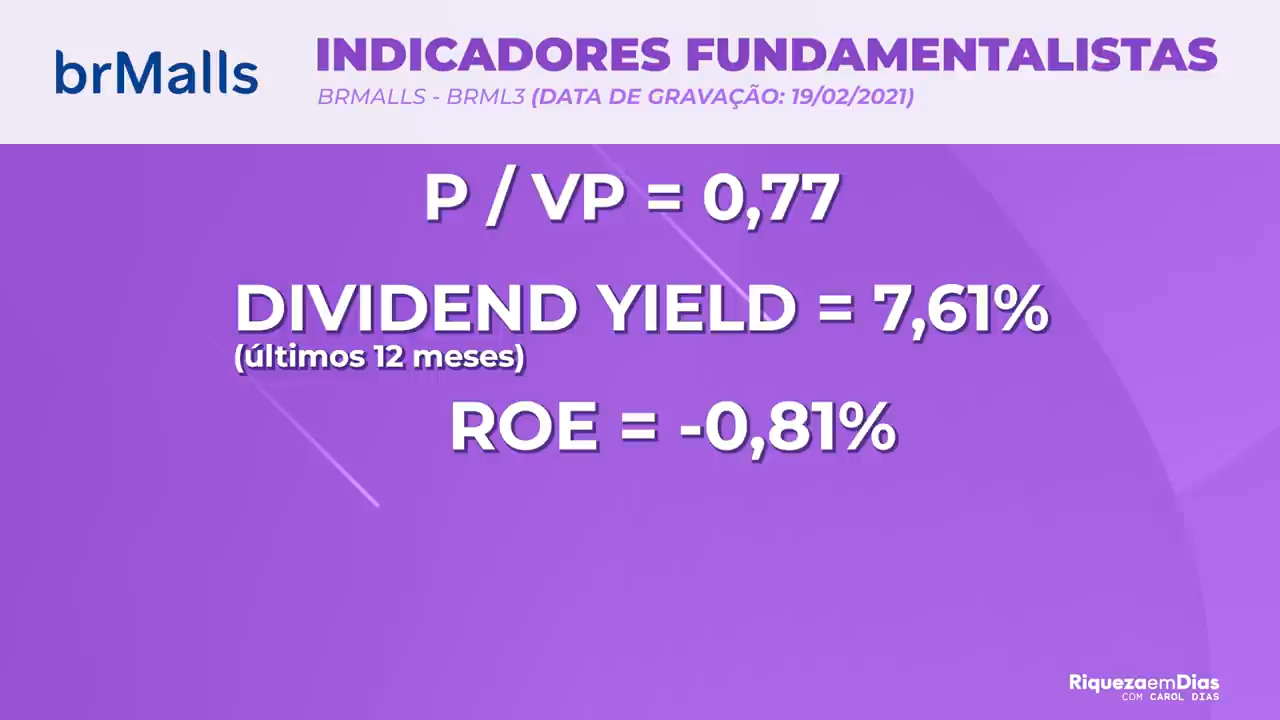 brMalls
INDICADORES FUNDAMENTALISTAS
BRMALLS - BRML3 (DATA DE GRAVAÇÃO: 19/02/2021)
P / VP = 0,77
DIVIDEND YIELD = 7,61%
(últimos 12 meses)
ROE = -0,81%
RiquezaemDias
COM CAROL DIAS